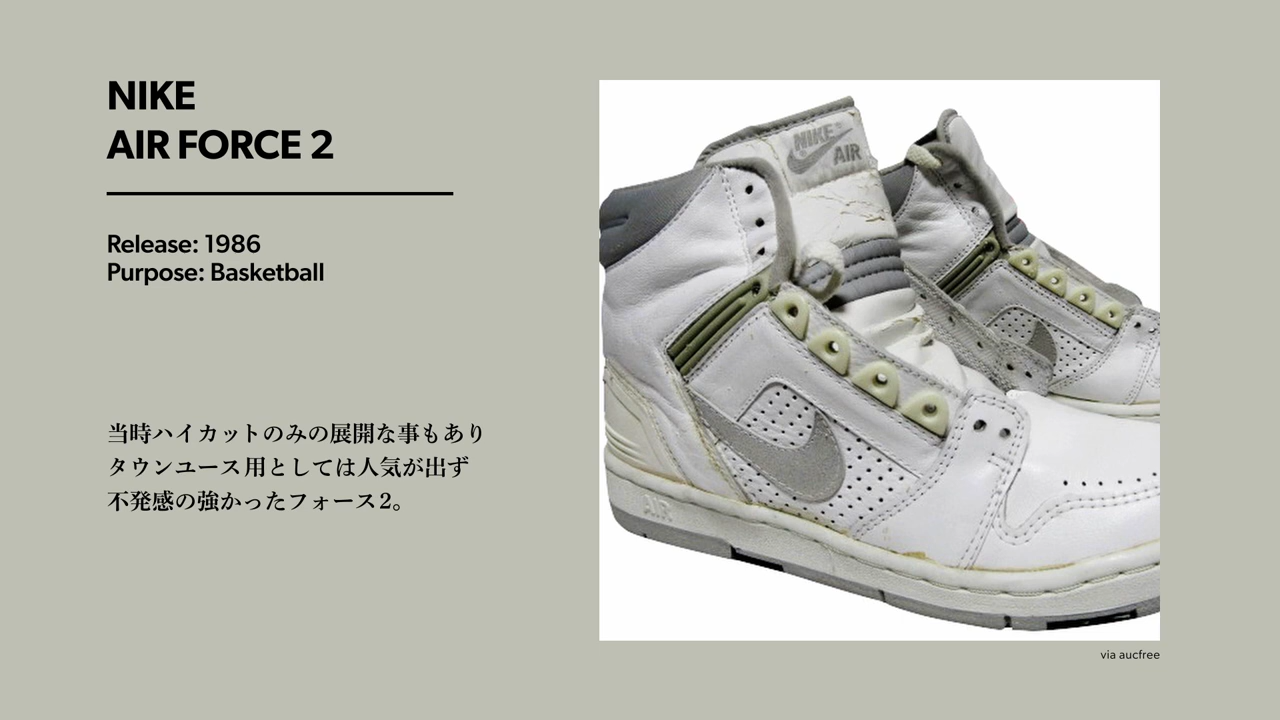 NIKE
AIR FORCE 2
Release: 1986
Purpose: Basketball
当時ハイカットのみの展開な事もあり
タウンユース用としては人気が出ず
不発感の強かったフォース2。
NIKE
AIR
AIR
via aucfree